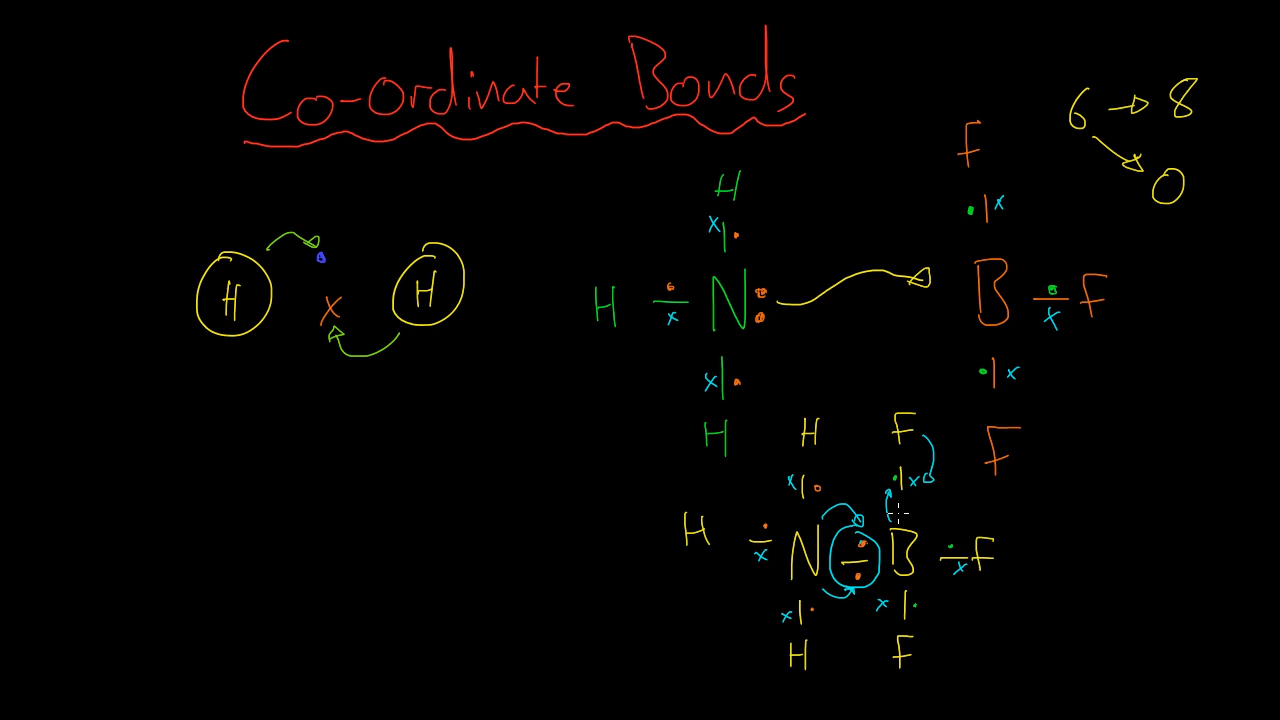 Co-ordinate Bonds
6 → 8
0
F
• | x
H
x | •
H X H
H • x N : B • x F
x | •
• | x
H
F
H F
x | • • | x
H • x N : B • x F
x | • x | •
H F